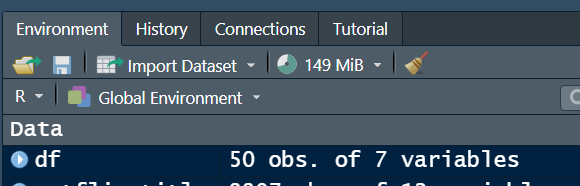 Environment History Connections Tutorial
Import Dataset 149 MiB
R Global Environment
Data
df 50 obs. of 7 variables